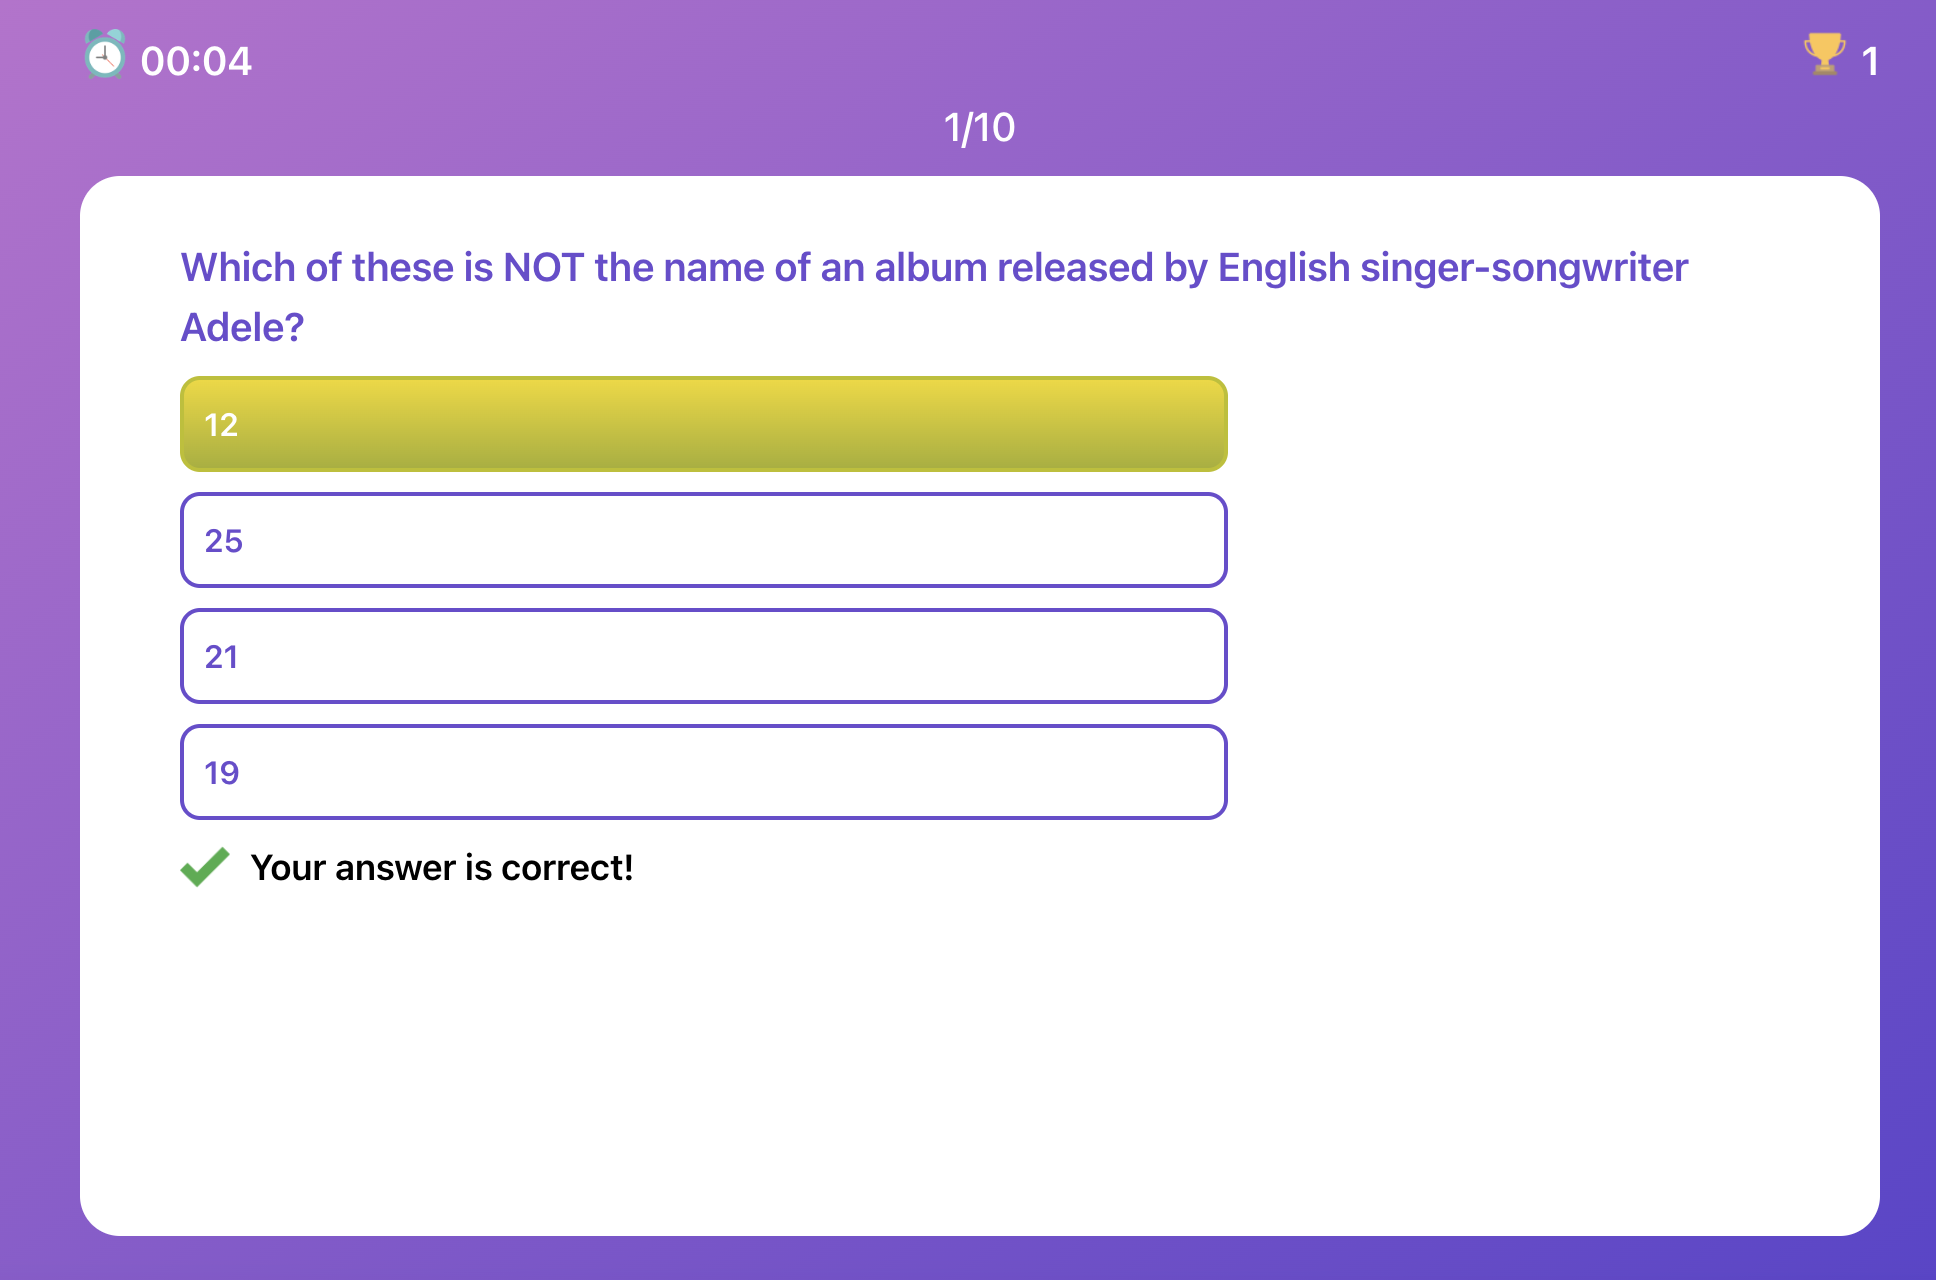 00:04
1
1/10
Which of these is NOT the name of an album released by English singer-songwriter
Adele?
12
25
21
19
Your answer is correct!